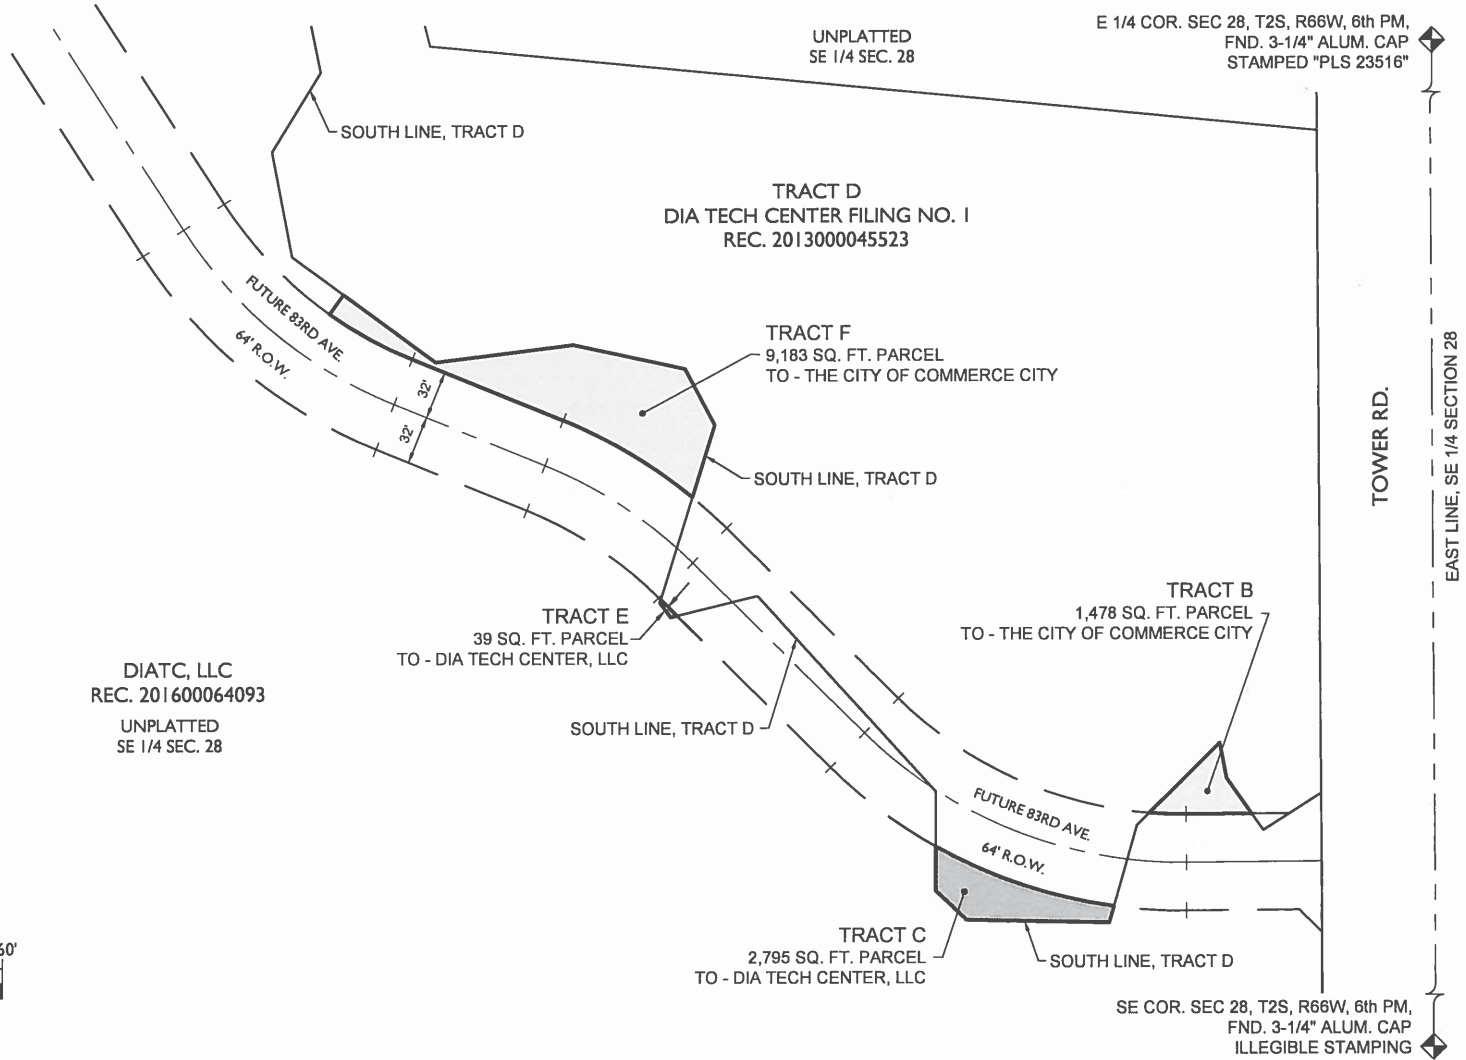 UNPLATTED
SE 1/4 SEC. 28
E 1/4 COR. SEC 28, T2S, R66W, 6th PM,
FND. 3-1/4" ALUM. CAP
STAMPED "PLS 23516"
SOUTH LINE, TRACT D
TRACT D
DIA TECH CENTER FILING NO. 1
REC. 2013000045523
FUTURE 83RD AVE.
64' R.O.W.
32'
32'
TRACT F
9,183 SQ. FT. PARCEL
TO - THE CITY OF COMMERCE CITY
SOUTH LINE, TRACT D
TOWER RD.
EAST LINE, SE 1/4 SECTION 28
TRACT E
39 SQ. FT. PARCEL
TO - DIA TECH CENTER, LLC
TRACT B
1,478 SQ. FT. PARCEL
TO - THE CITY OF COMMERCE CITY
DIATC, LLC
REC. 201600064093
UNPLATTED
SE 1/4 SEC. 28
SOUTH LINE, TRACT D
FUTURE 83RD AVE.
64' R.O.W.
TRACT C
2,795 SQ. FT. PARCEL
TO - DIA TECH CENTER, LLC
SOUTH LINE, TRACT D
SE COR. SEC 28, T2S, R66W, 6th PM,
FND. 3-1/4" ALUM. CAP
ILLEGIBLE STAMPING